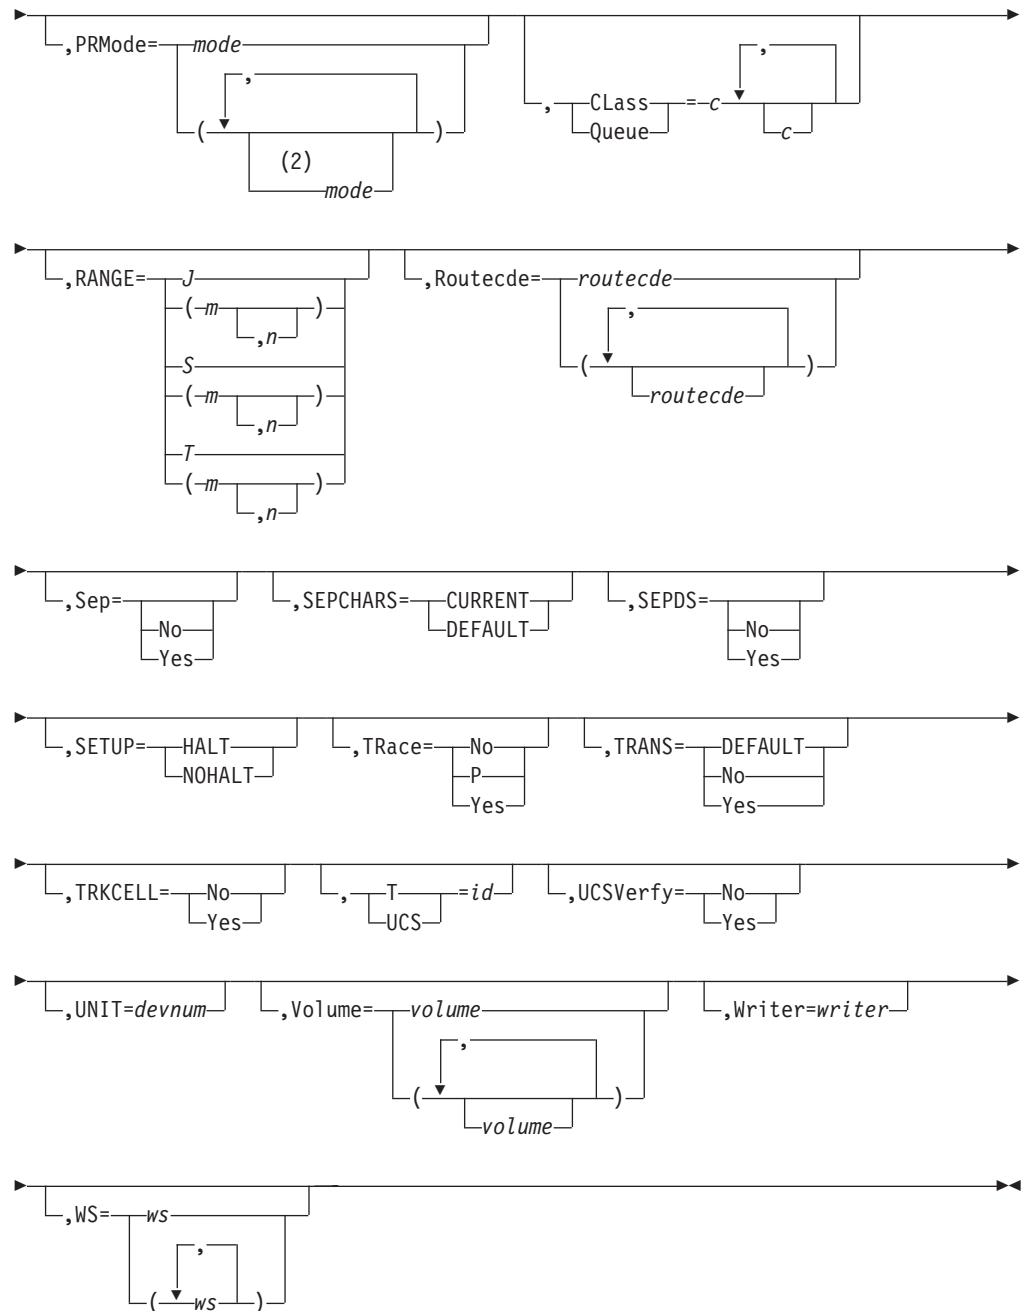 ,PRMode= mode
,
( )
(2)
mode
, CLass =c
Queue
,
c
,RANGE= J
(m )
,n
S
(m )
,n
T
(m )
,n
,Routecde= routecde
,
( )
routecde
,Sep=
No
Yes
,SEPCHARS= CURRENT
DEFAULT
,SEPDS=
No
Yes
,SETUP= HALT
NOHALT
,TRace= No
P
Yes
,TRANS= DEFAULT
No
Yes
,TRKCELL= No
Yes
, T =id
UCS
,UCSVerfy= No
Yes
,UNIT=devnum
,Volume= volume
,
( )
volume
,Writer=writer
,WS= ws
,
( ws )